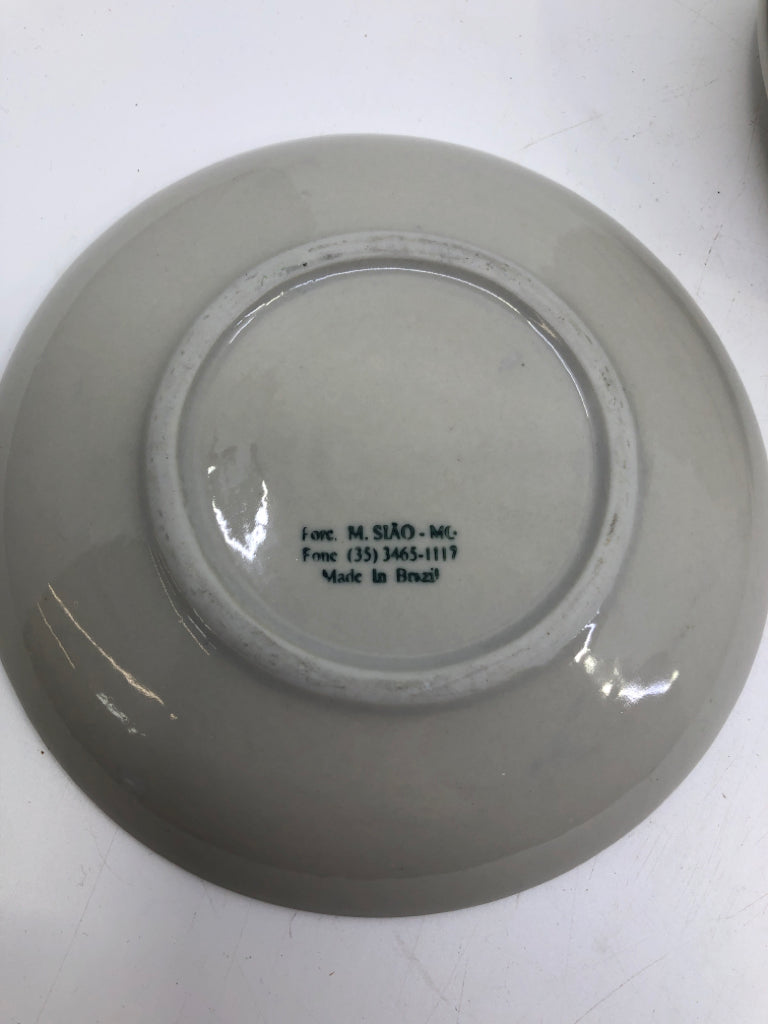 Porc. M. SIÃO - MG
Fone (35) 3465-1117
Made In Brazil